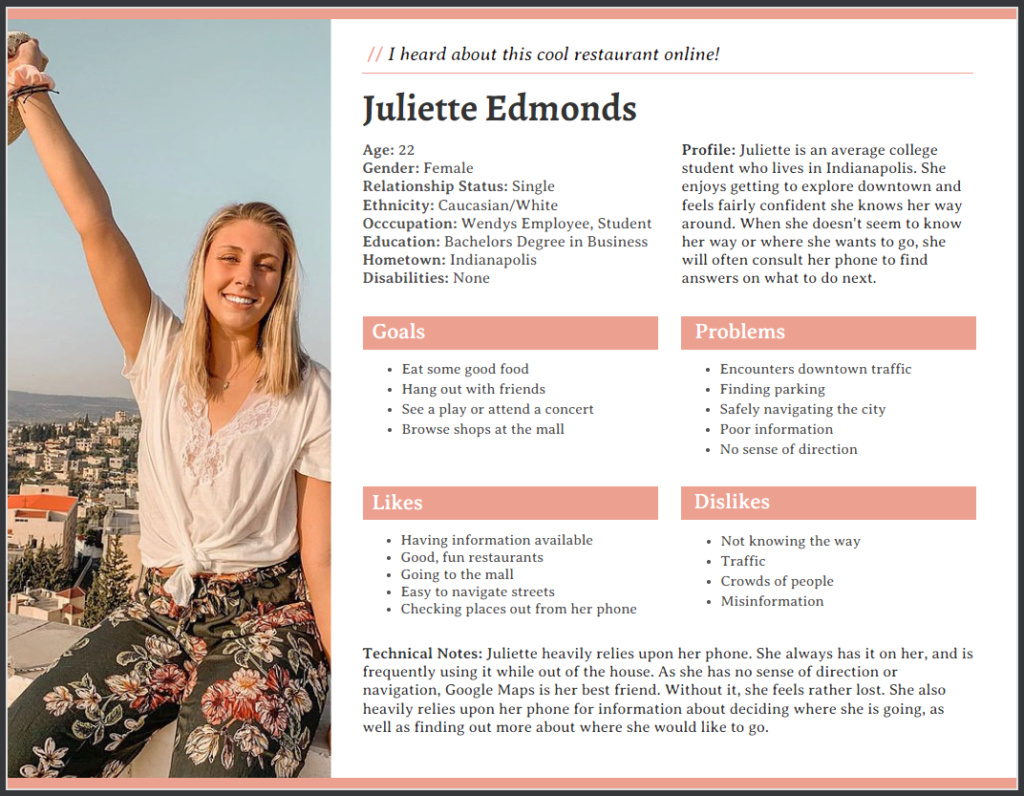 // I heard about this cool restaurant online!
Juliette Edmonds
Age: 22
Gender: Female
Relationship Status: Single
Ethnicity: Caucasian/White
Occcupation: Wendys Employee, Student
Education: Bachelors Degree in Business
Hometown: Indianapolis
Disabilities: None
Profile: Juliette is an average college
student who lives in Indianapolis. She
enjoys getting to explore downtown and
feels fairly confident she knows her way
around. When she doesn't seem to know
her way or where she wants to go, she
will often consult her phone to find
answers on what to do next.
Goals
• Eat some good food
• Hang out with friends
• See a play or attend a concert
• Browse shops at the mall
Problems
• Encounters downtown traffic
• Finding parking
• Safely navigating the city
• Poor information
• No sense of direction
Likes
• Having information available
• Good, fun restaurants
• Going to the mall
• Easy to navigate streets
• Checking places out from her phone
Dislikes
• Not knowing the way
• Traffic
• Crowds of people
• Misinformation
Technical Notes: Juliette heavily relies upon her phone. She always has it on her, and is
frequently using it while out of the house. As she has no sense of direction or
navigation, Google Maps is her best friend. Without it, she feels rather lost. She also
heavily relies upon her phone for information about deciding where she is going, as
well as finding out more about where she would like to go.